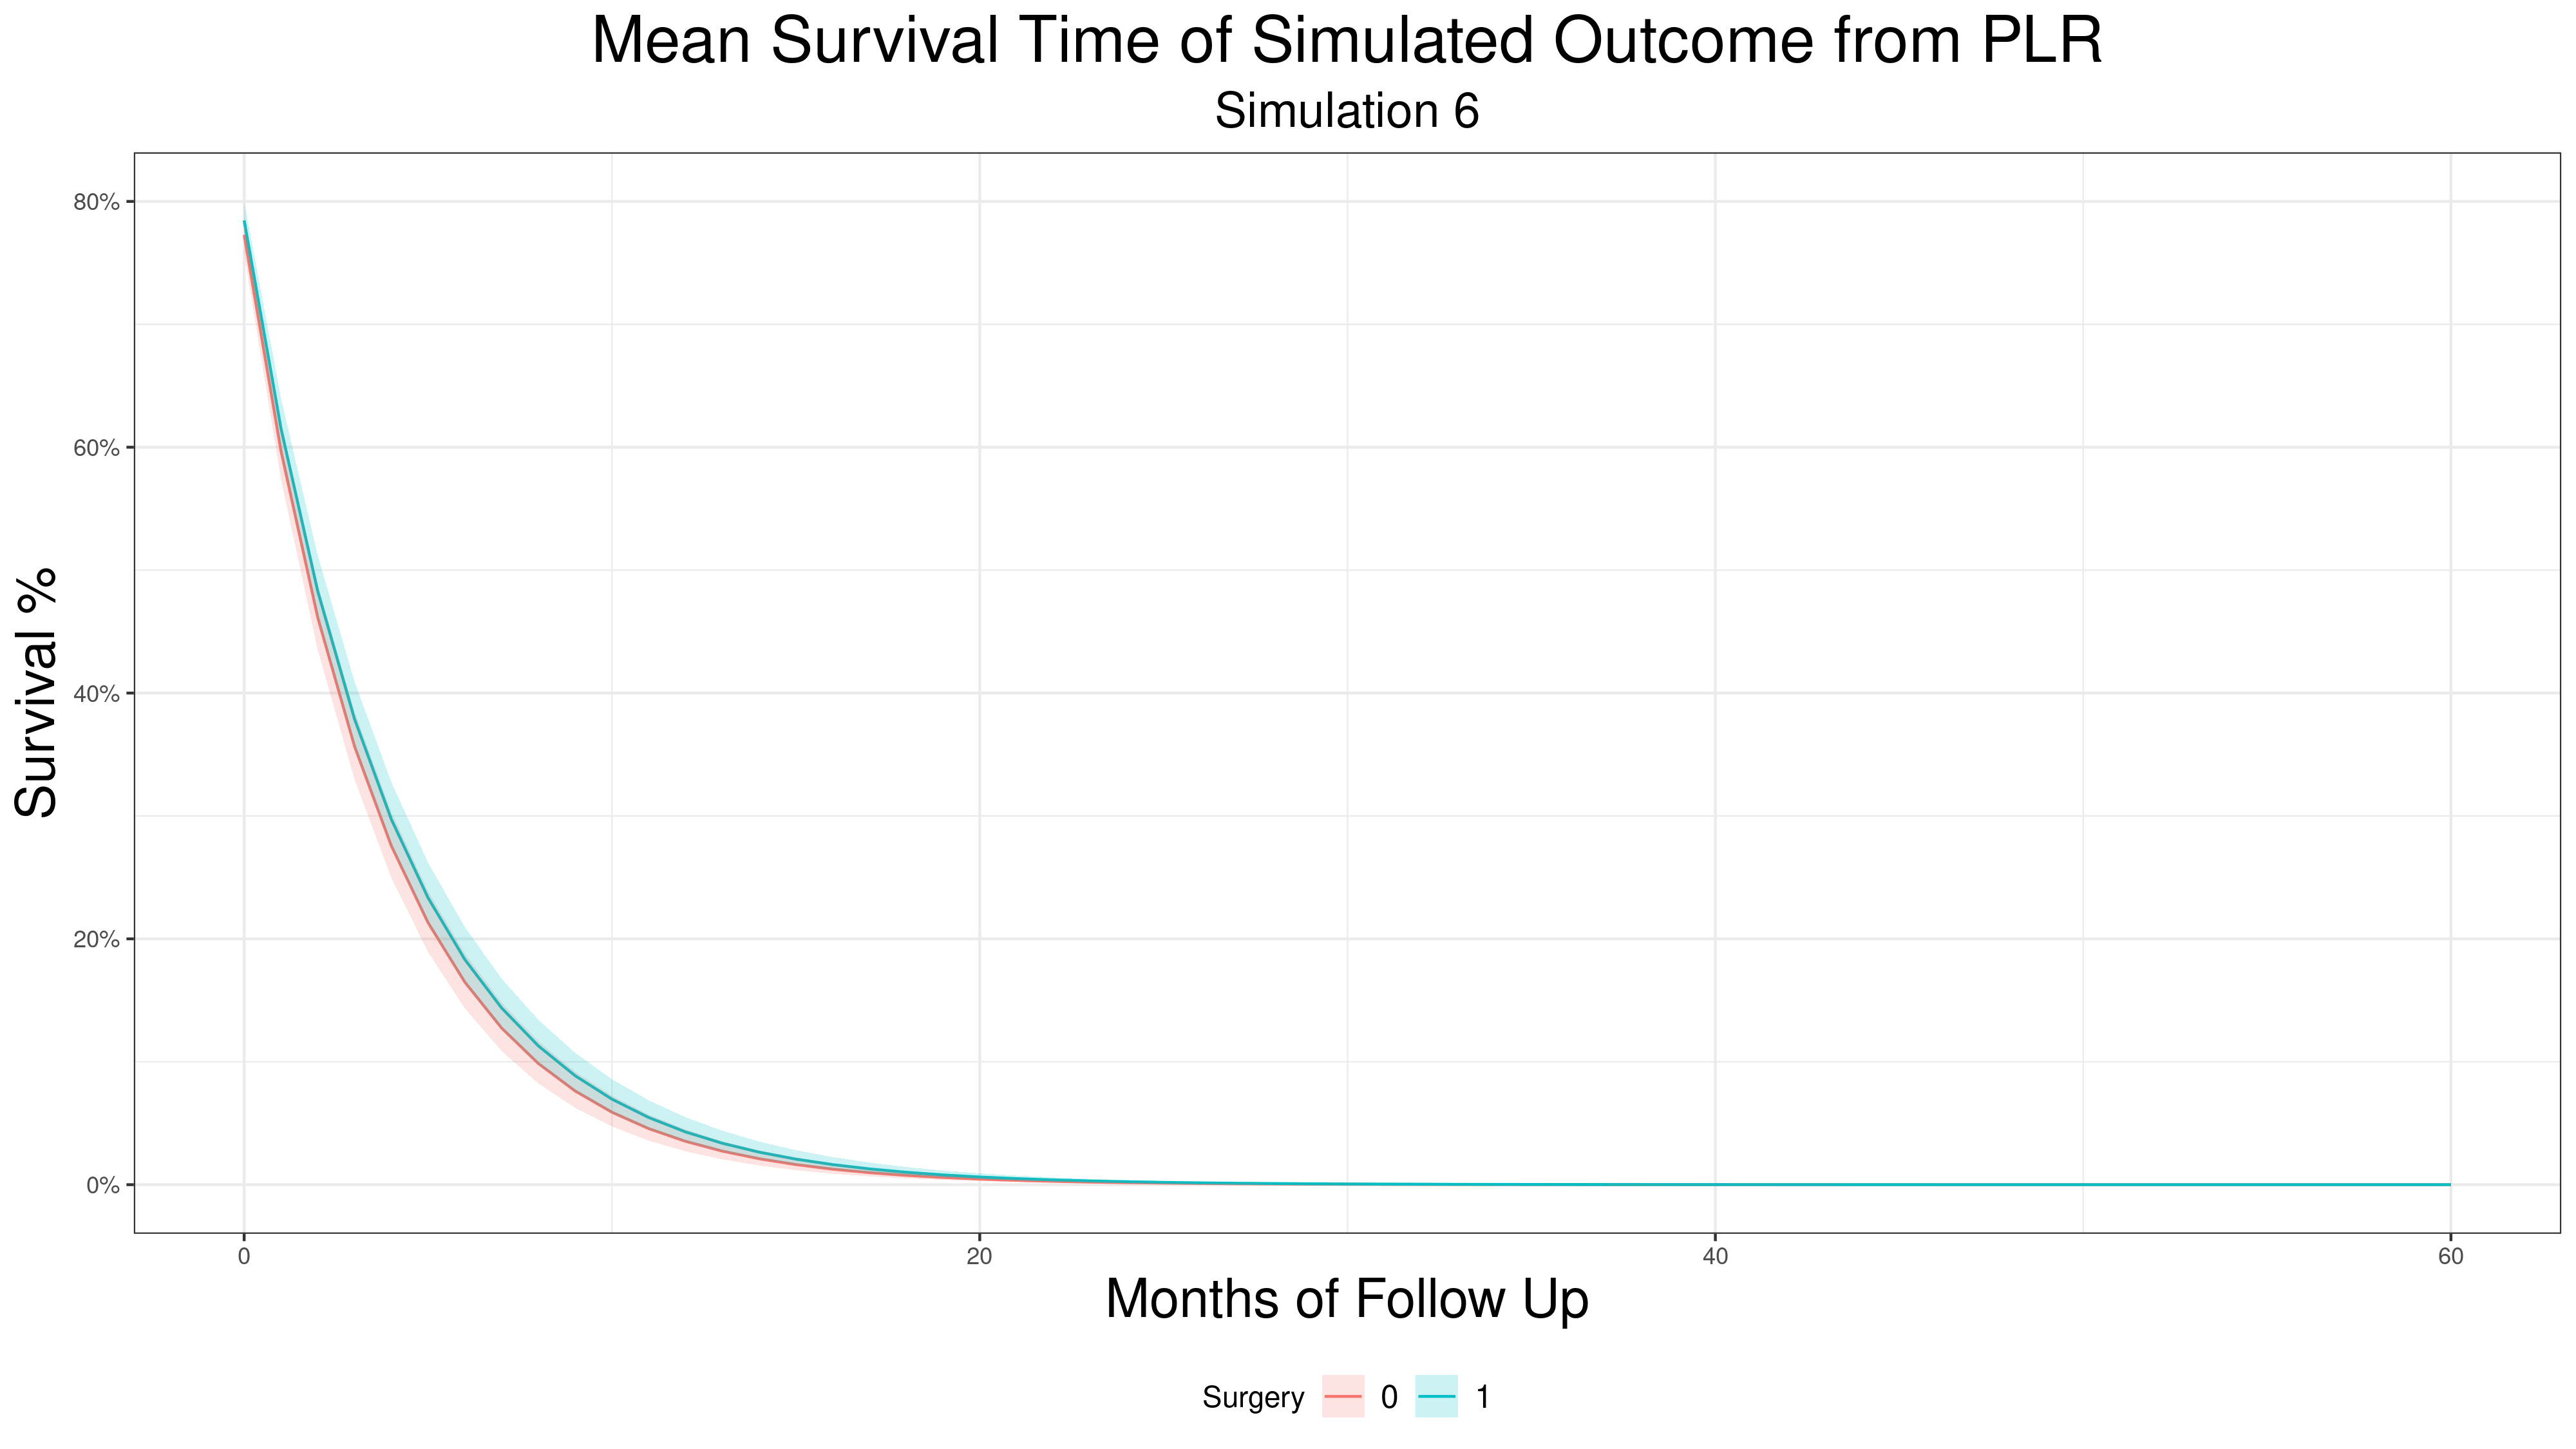 Mean Survival Time of Simulated Outcome from PLR
Simulation 6
Survival %
80%
60%
40%
20%
0%
0 20 40 60
Months of Follow Up
Surgery 0 1